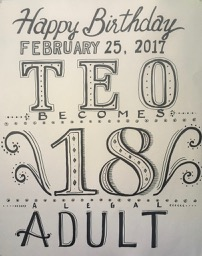 Happy Birthday
FEBRUARY 25, 2017
TEO
BECOMES
18
A LEGAL
ADULT